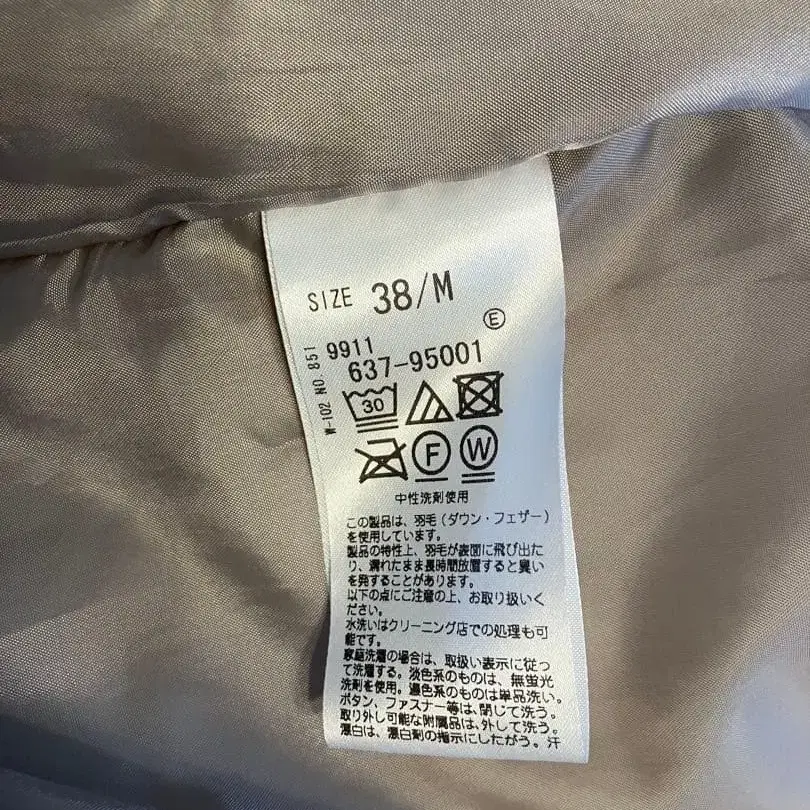 SIZE 38/M
E
9911
637-95001
W-102 NO.851
30
F W
中性洗剤使用
この製品は、羽毛(ダウン・フェザー)
を使用しています。
製品の特性上、羽毛が表面に飛び出た
り、濡れたまま長時間放置すると臭い
を発することがあります。
以下の点にご注意の上、お取り扱いく
ださい。
水洗いはクリーニング店での処理も可
能です。
家庭洗濯の場合は、取扱い表示に従っ
て洗濯する。淡色系のものは、無蛍光
洗剤を使用。濃色系のものは単品洗い。
ボタン、ファスナー等は、閉じて洗う。
取り外し可能な附属品は、外して洗う。
漂白は、漂白剤の指示にしたがう。汗